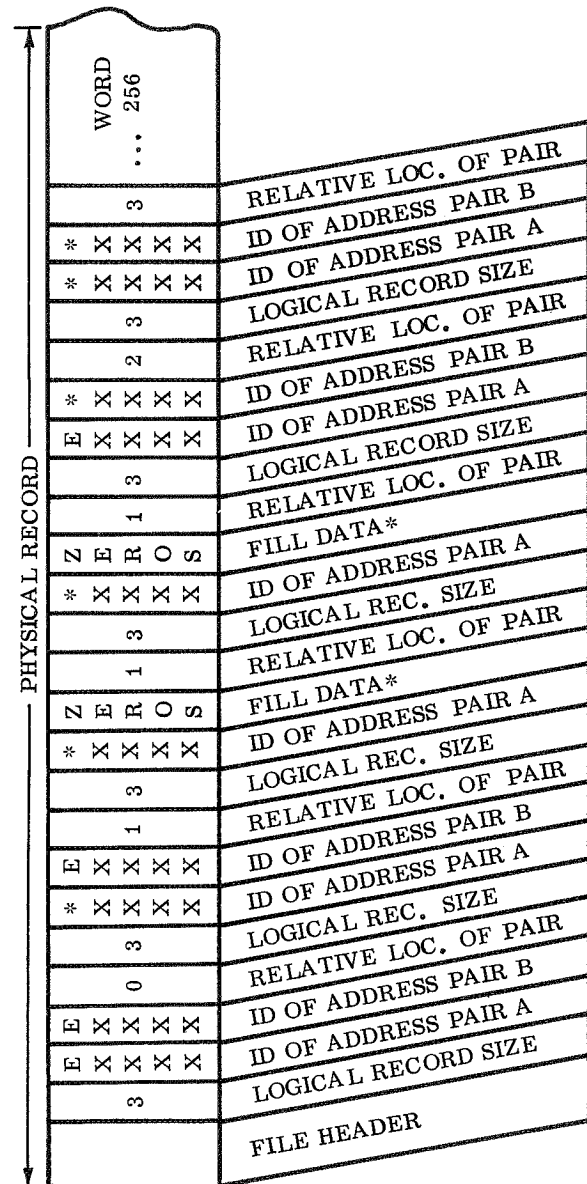 PHYSICAL RECORD
WORD
... 256
3 RELATIVE LOC. OF PAIR
* X X X X ID OF ADDRESS PAIR B
* X X X X ID OF ADDRESS PAIR A
3 LOGICAL RECORD SIZE
2 RELATIVE LOC. OF PAIR
* X X X X ID OF ADDRESS PAIR B
E X X X X ID OF ADDRESS PAIR A
3 LOGICAL RECORD SIZE
1 RELATIVE LOC. OF PAIR
Z E R O S FILL DATA*
* X X X X ID OF ADDRESS PAIR A
3 LOGICAL REC. SIZE
1 RELATIVE LOC. OF PAIR
Z E R O S FILL DATA*
* X X X X ID OF ADDRESS PAIR A
3 LOGICAL REC. SIZE
1 RELATIVE LOC. OF PAIR
E X X X X ID OF ADDRESS PAIR B
* X X X X ID OF ADDRESS PAIR A
3 LOGICAL REC. SIZE
0 RELATIVE LOC. OF PAIR
E X X X X ID OF ADDRESS PAIR B
E X X X X ID OF ADDRESS PAIR A
3 LOGICAL RECORD SIZE
FILE HEADER